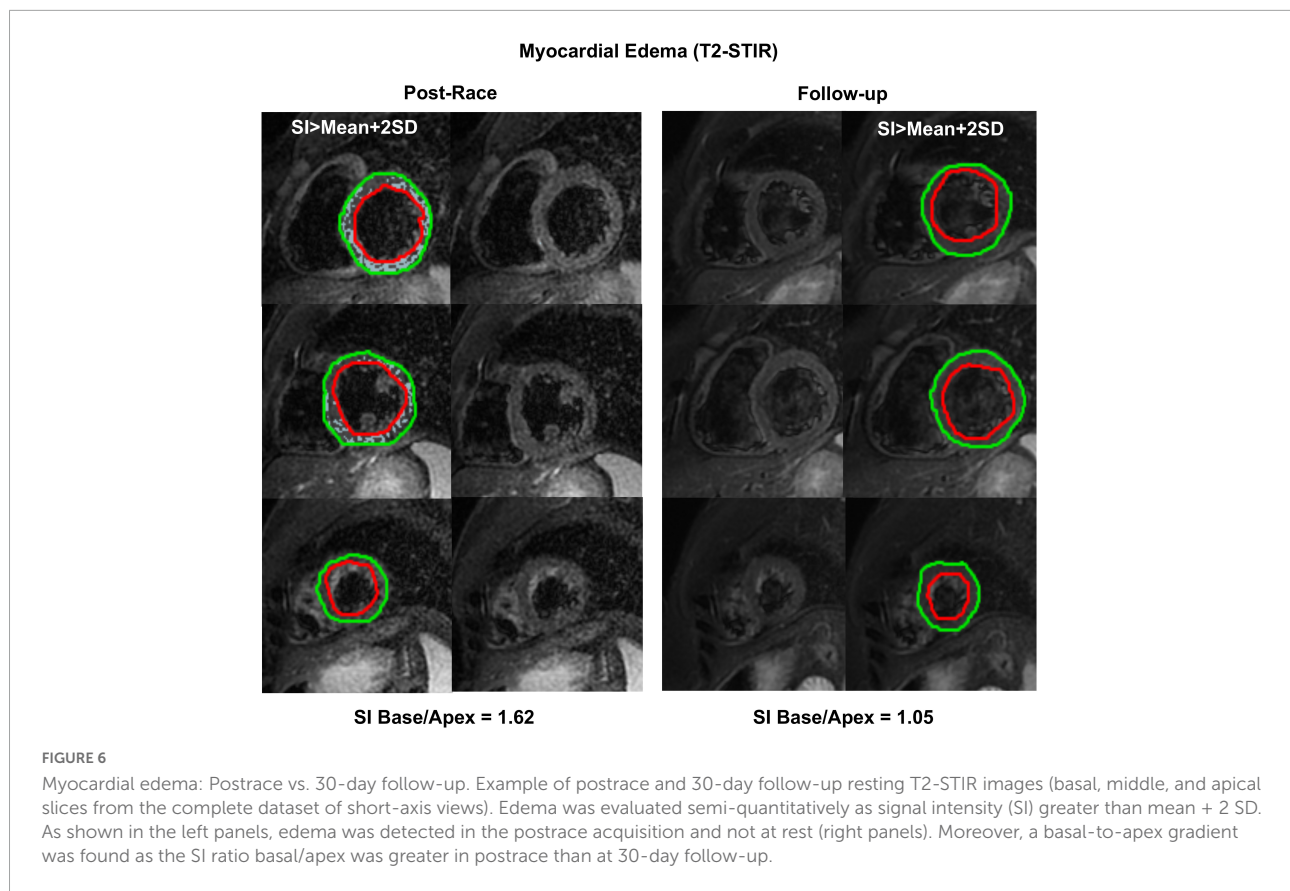 Myocardial Edema (T2-STIR)
Post-Race
Follow-up
SI>Mean+2SD
SI>Mean+2SD
SI Base/Apex = 1.62
SI Base/Apex = 1.05
FIGURE 6
Myocardial edema: Postrace vs. 30-day follow-up. Example of postrace and 30-day follow-up resting T2-STIR images (basal, middle, and apical
slices from the complete dataset of short-axis views). Edema was evaluated semi-quantitatively as signal intensity (SI) greater than mean + 2 SD.
As shown in the left panels, edema was detected in the postrace acquisition and not at rest (right panels). Moreover, a basal-to-apex gradient
was found as the SI ratio basal/apex was greater in postrace than at 30-day follow-up.